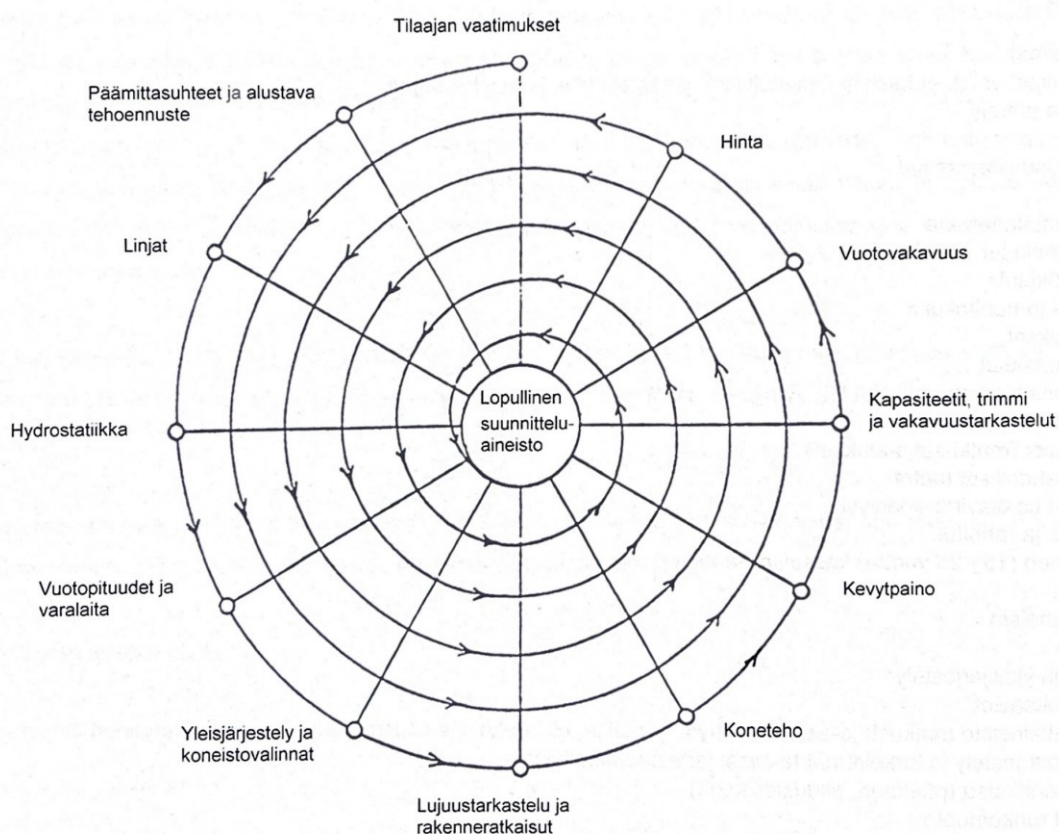 Tilaajan vaatimukset
Päämittasuhteet ja alustava
tehoennuste
Hinta
Linjat
Vuotovakavuus
Lopullinen
suunnittelu-
aineisto
Kapasiteetit, trimmi
ja vakavuustarkastelut
Hydrostatiikka
Vuotopituudet ja
varalaita
Kevytpaino
Yleisjärjestely ja
koneistovalinnat
Koneteho
Lujuustarkastelu ja
rakenneratkaisut